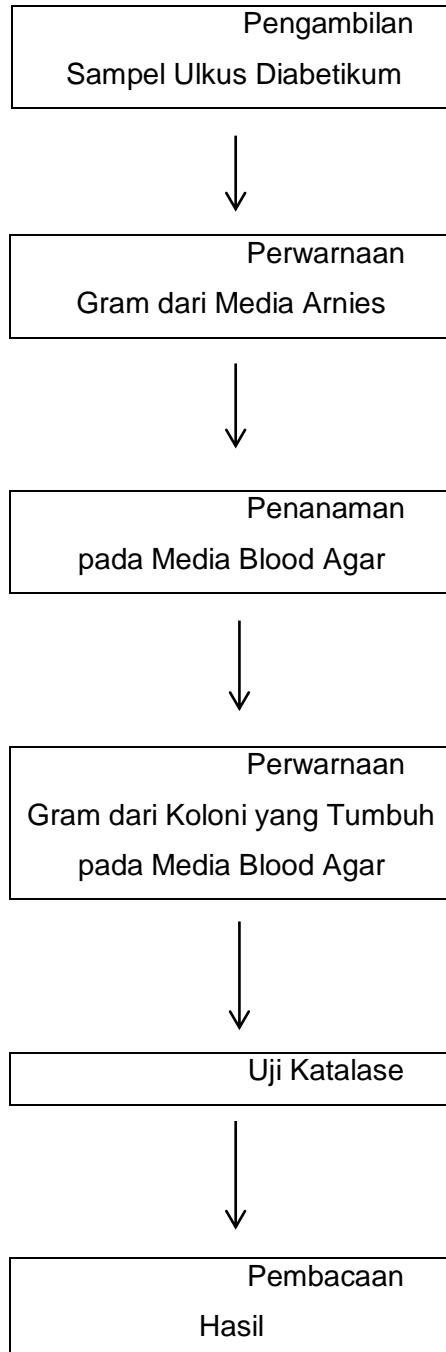 Pengambilan
Sampel Ulkus Diabetikum
Perwarnaan
Gram dari Media Arnies
Penanaman
pada Media Blood Agar
Perwarnaan
Gram dari Koloni yang Tumbuh
pada Media Blood Agar
Uji Katalase
Pembacaan
Hasil